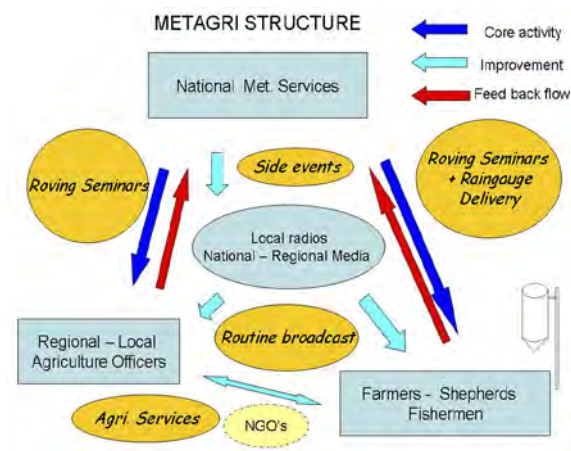 METAGRI STRUCTURE
Core activity
Improvement
Feed back flow
National Met. Services
Roving Seminars
Side events
Roving Seminars
+ Raingauge
Delivery
Local radios
National – Regional Media
Regional – Local
Agriculture Officers
Routine broadcast
Farmers - Shepherds
Fishermen
Agri. Services
NGO's